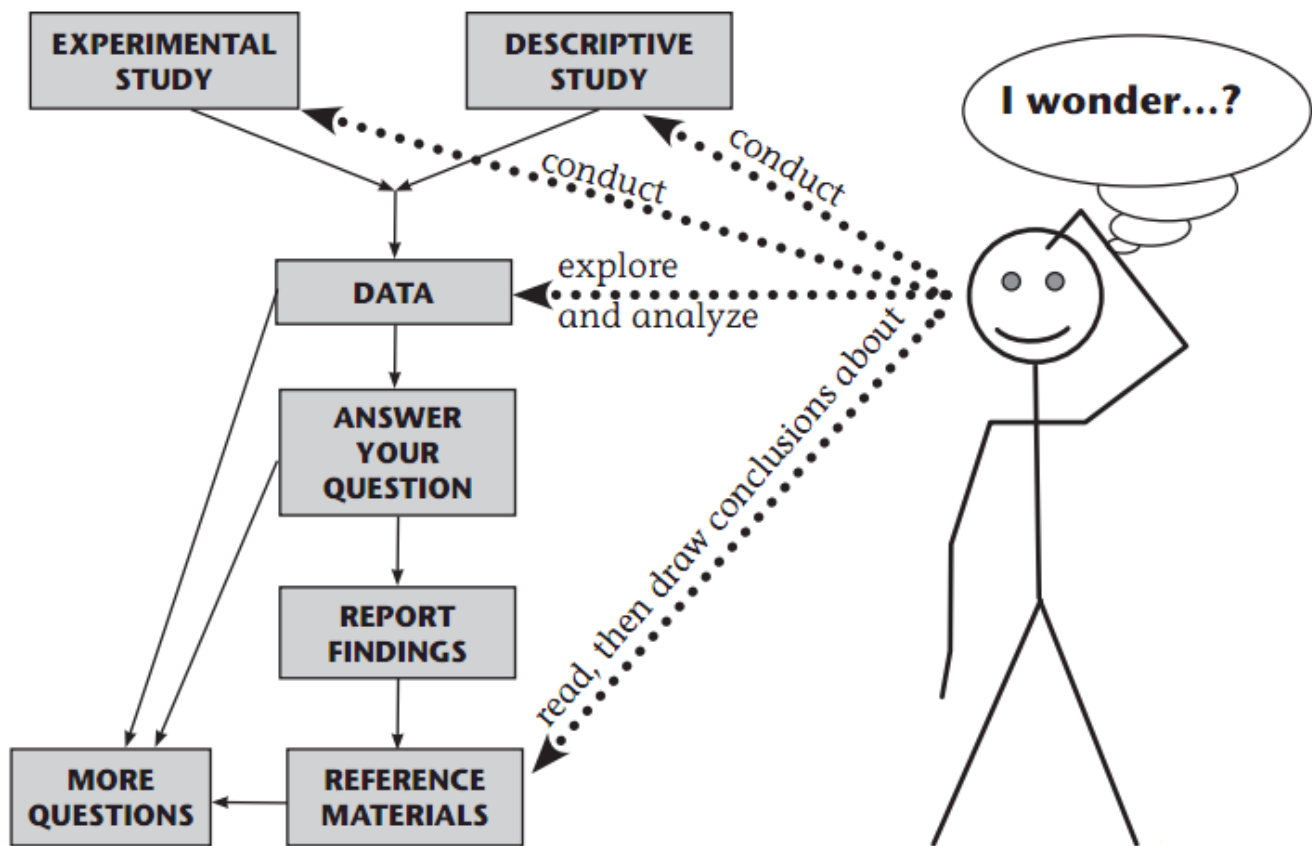 EXPERIMENTAL
STUDY
DESCRIPTIVE
STUDY
I wonder...?
conduct
conduct
explore
and analyze
DATA
read, then draw conclusions about
ANSWER
YOUR
QUESTION
REPORT
FINDINGS
MORE
QUESTIONS
REFERENCE
MATERIALS